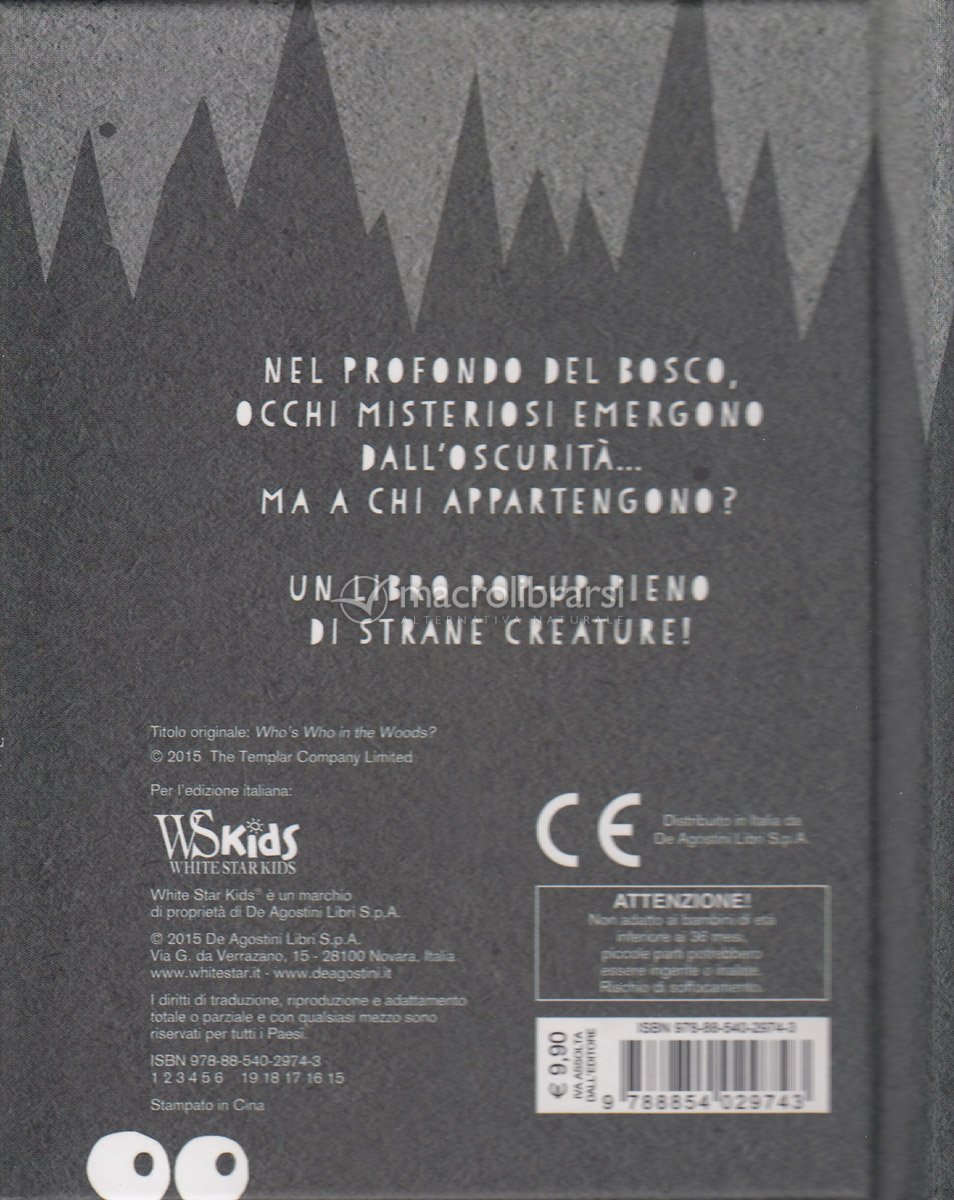 NEL PROFONDO DEL BOSCO,
OCCHI MISTERIOSI EMERGONO
DALL'OSCURITÀ...
MA A CHI APPARTENGONO?
UN LIBRO POP-UP PIENO
macrolibrarsi
ALTERNATIVA NATURALE
DI STRANE CREATURE!
Titolo originale: Who's Who in the Woods?
© 2015 The Templar Company Limited
Per l'edizione italiana:
WSKids
WHITE STAR KIDS
White Star Kids® è un marchio
di proprietà di De Agostini Libri S.p.A.
© 2015 De Agostini Libri S.p.A.
Via G. da Verrazano, 15 - 28100 Novara, Italia
www.whitestar.it - www.deagostini.it
I diritti di traduzione, riproduzione e adattamento
totale o parziale e con qualsiasi mezzo sono
riservati per tutti i Paesi.
ISBN 978-88-540-2974-3
1 2 3 4 5 6 19 18 17 16 15
Stampato in Cina
CE
Distribuito in Italia da
De Agostini Libri S.p.A.
ATTENZIONE!
Non adatto ai bambini di età
inferiore ai 36 mesi,
piccole parti potrebbero
essere ingerite o inalate.
Rischio di soffocamento.
€ 9,90
IVA ASSOLTA
DALL'EDITORE
ISBN 978-88-540-2974-3
9 788854 029743